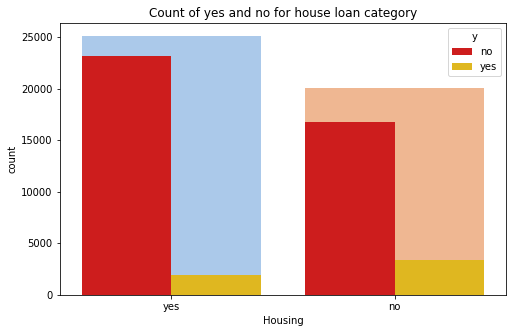 Count of yes and no for house loan category
y
no
yes
25000
20000
15000
10000
5000
0
count
yes no
Housing